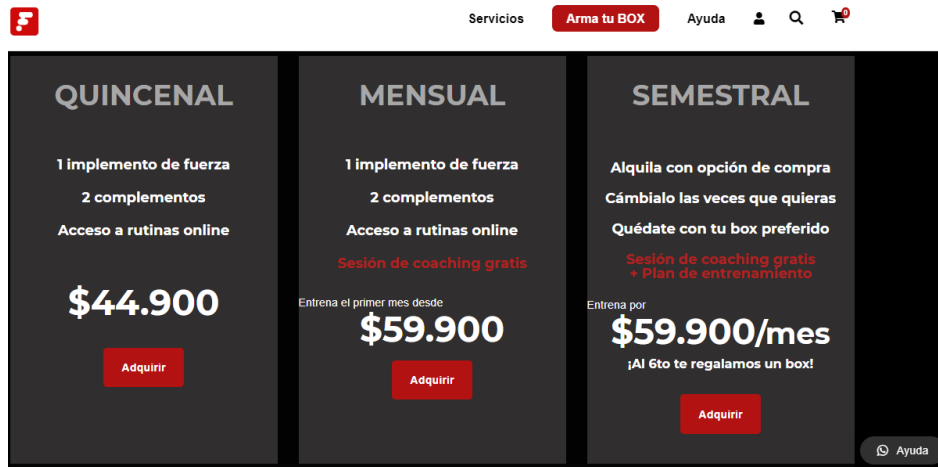 Servicios
Arma tu BOX
Ayuda
0
QUINCENAL
1 implemento de fuerza
2 complementos
Acceso a rutinas online
$44.900
Adquirir
MENSUAL
1 implemento de fuerza
2 complementos
Acceso a rutinas online
Sesión de coaching gratis
Entrena el primer mes desde
$59.900
Adquirir
SEMESTRAL
Alquila con opción de compra
Cámbialo las veces que quieras
Quédate con tu box preferido
Sesión de coaching gratis
+ Plan de entrenamiento
Entrena por
$59.900/mes
¡Al 6to te regalamos un box!
Adquirir
Ayuda